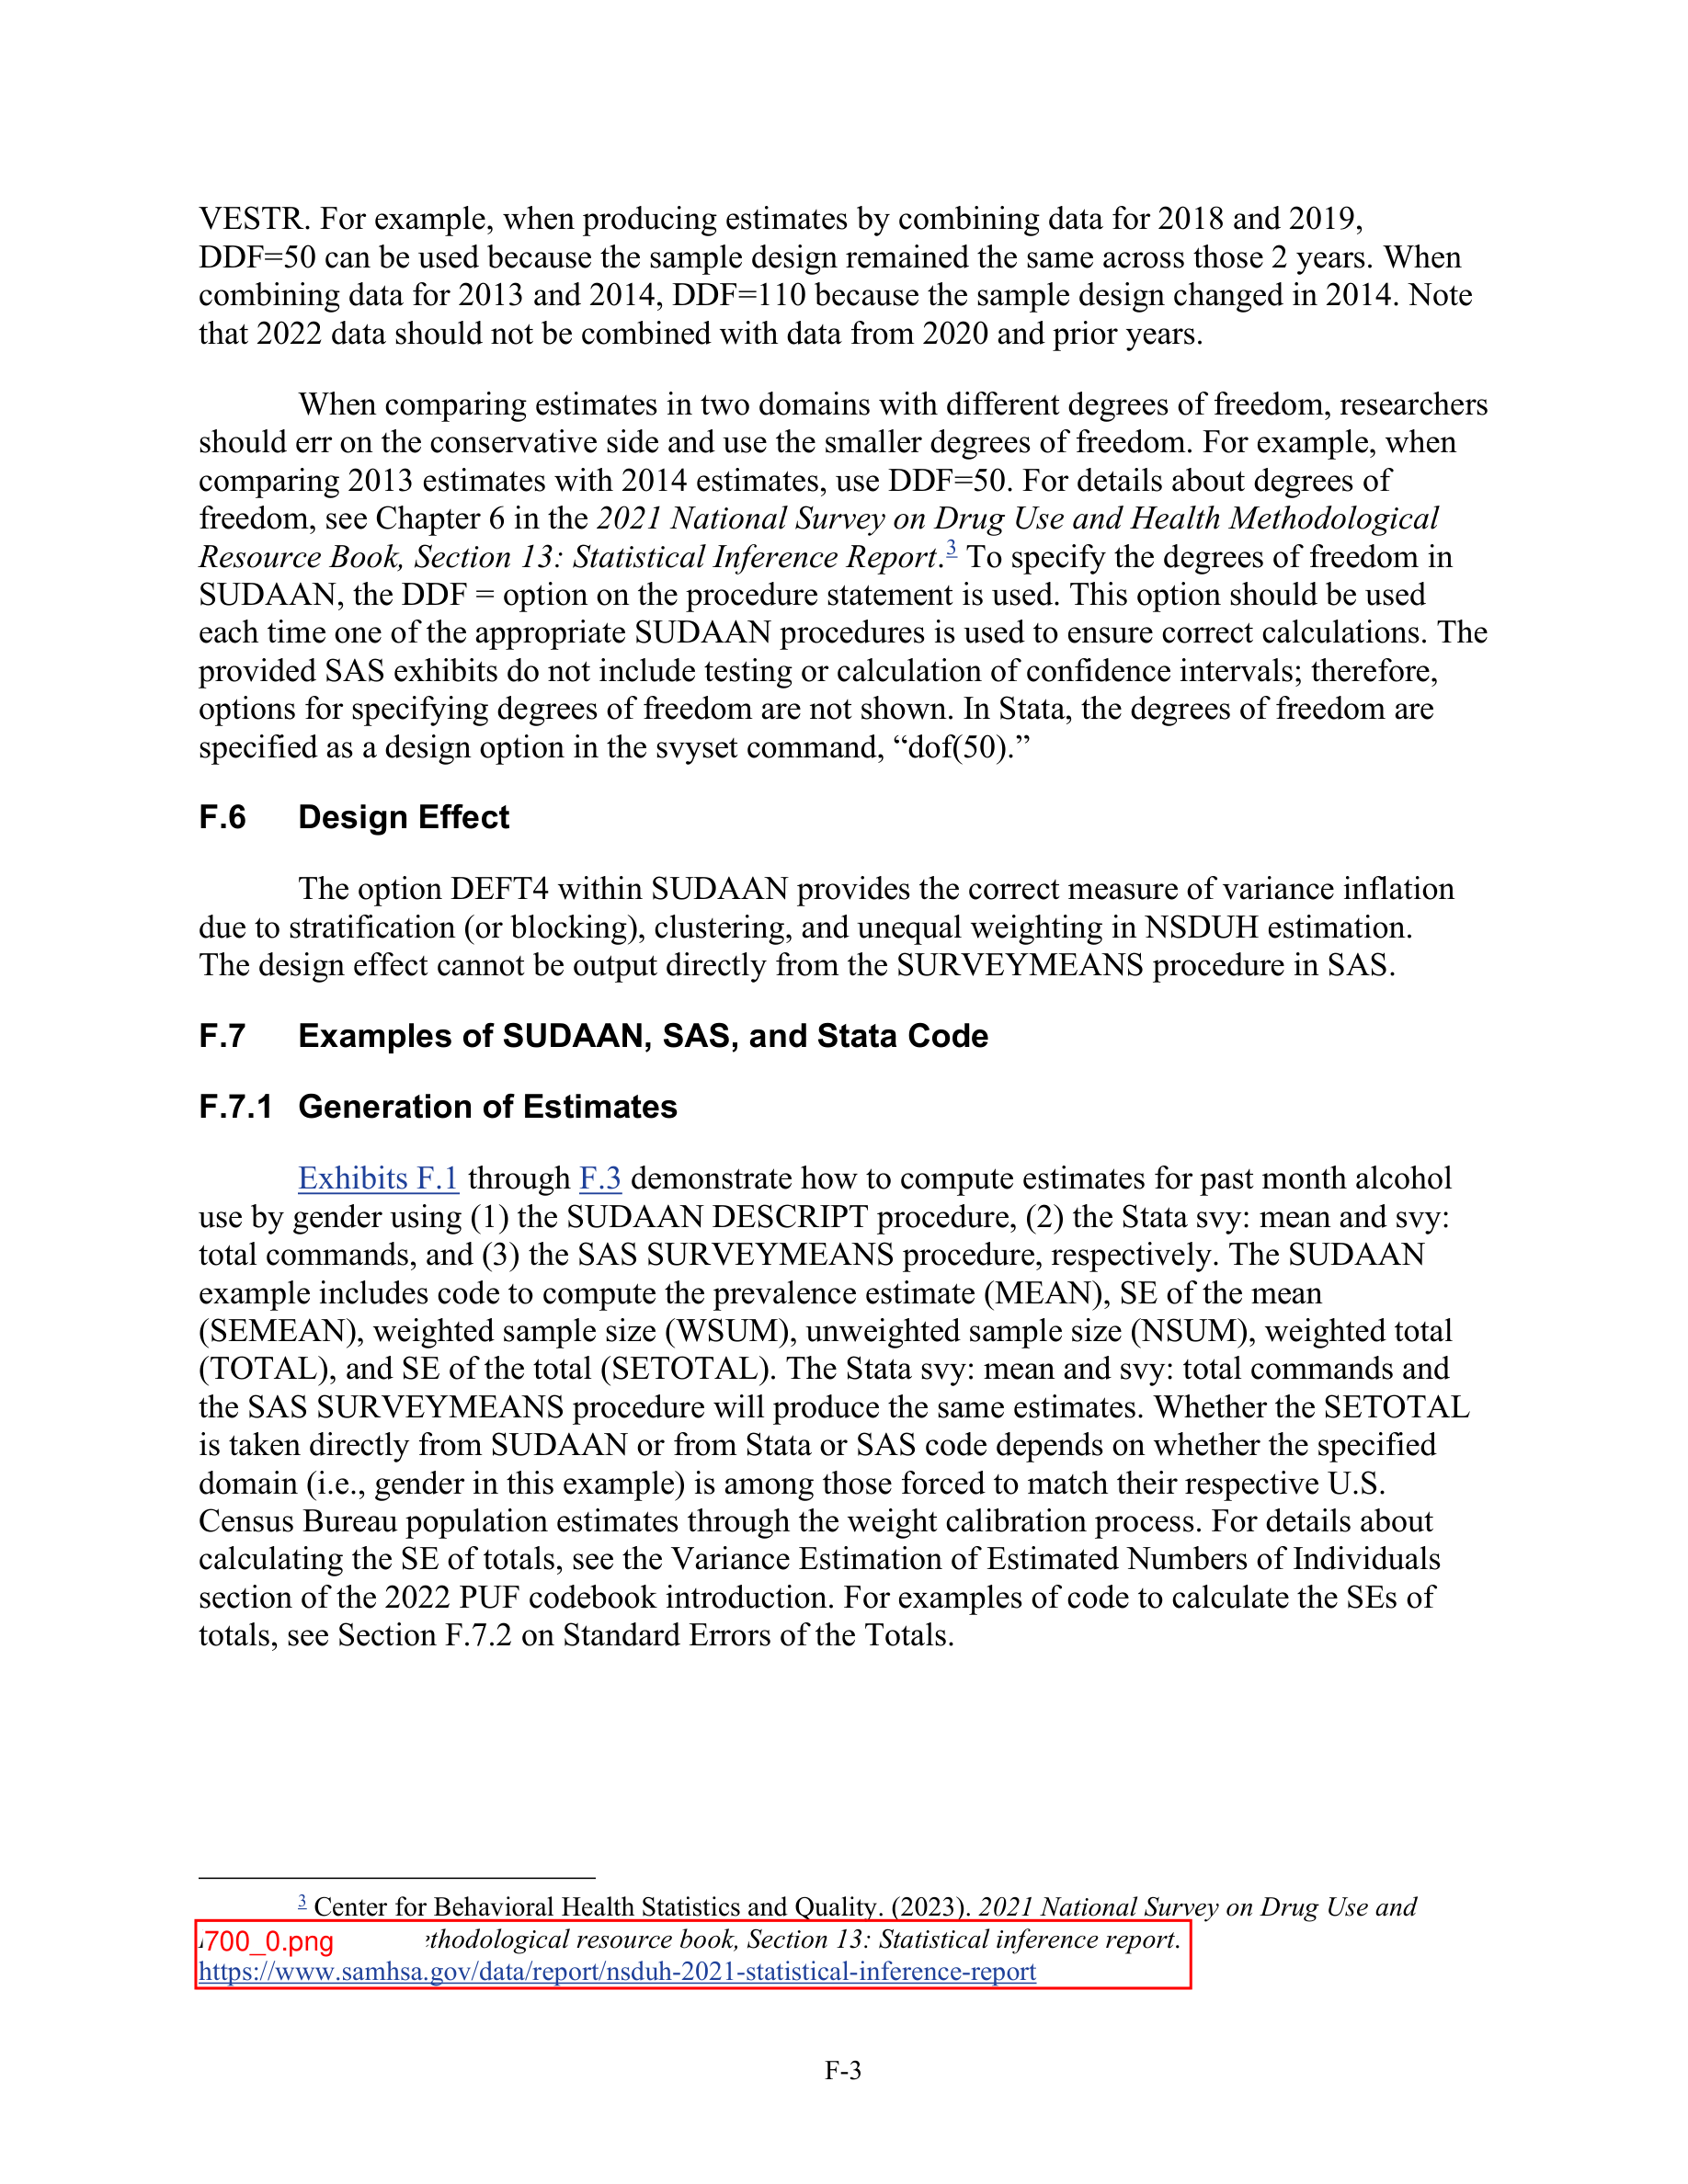 VESTR. For example, when producing estimates by combining data for 2018 and 2019,
DDF=50 can be used because the sample design remained the same across those 2 years. When
combining data for 2013 and 2014, DDF=110 because the sample design changed in 2014. Note
that 2022 data should not be combined with data from 2020 and prior years.
When comparing estimates in two domains with different degrees of freedom, researchers
should err on the conservative side and use the smaller degrees of freedom. For example, when
comparing 2013 estimates with 2014 estimates, use DDF=50. For details about degrees of
freedom, see Chapter 6 in the 2021 National Survey on Drug Use and Health Methodological
Resource Book, Section 13: Statistical Inference Report.3 To specify the degrees of freedom in
SUDAAN, the DDF = option on the procedure statement is used. This option should be used
each time one of the appropriate SUDAAN procedures is used to ensure correct calculations. The
provided SAS exhibits do not include testing or calculation of confidence intervals; therefore,
options for specifying degrees of freedom are not shown. In Stata, the degrees of freedom are
specified as a design option in the svyset command, “dof(50).”
F.6 Design Effect
The option DEFT4 within SUDAAN provides the correct measure of variance inflation
due to stratification (or blocking), clustering, and unequal weighting in NSDUH estimation.
The design effect cannot be output directly from the SURVEYMEANS procedure in SAS.
F.7 Examples of SUDAAN, SAS, and Stata Code
F.7.1 Generation of Estimates
Exhibits F.1 through F.3 demonstrate how to compute estimates for past month alcohol
use by gender using (1) the SUDAAN DESCRIPT procedure, (2) the Stata svy: mean and svy:
total commands, and (3) the SAS SURVEYMEANS procedure, respectively. The SUDAAN
example includes code to compute the prevalence estimate (MEAN), SE of the mean
(SEMEAN), weighted sample size (WSUM), unweighted sample size (NSUM), weighted total
(TOTAL), and SE of the total (SETOTAL). The Stata svy: mean and svy: total commands and
the SAS SURVEYMEANS procedure will produce the same estimates. Whether the SETOTAL
is taken directly from SUDAAN or from Stata or SAS code depends on whether the specified
domain (i.e., gender in this example) is among those forced to match their respective U.S.
Census Bureau population estimates through the weight calibration process. For details about
calculating the SE of totals, see the Variance Estimation of Estimated Numbers of Individuals
section of the 2022 PUF codebook introduction. For examples of code to calculate the SEs of
totals, see Section F.7.2 on Standard Errors of the Totals.
3 Center for Behavioral Health Statistics and Quality. (2023). 2021 National Survey on Drug Use and
700_0.png thodological resource book, Section 13: Statistical inference report.
https://www.samhsa.gov/data/report/nsduh-2021-statistical-inference-report
F-3